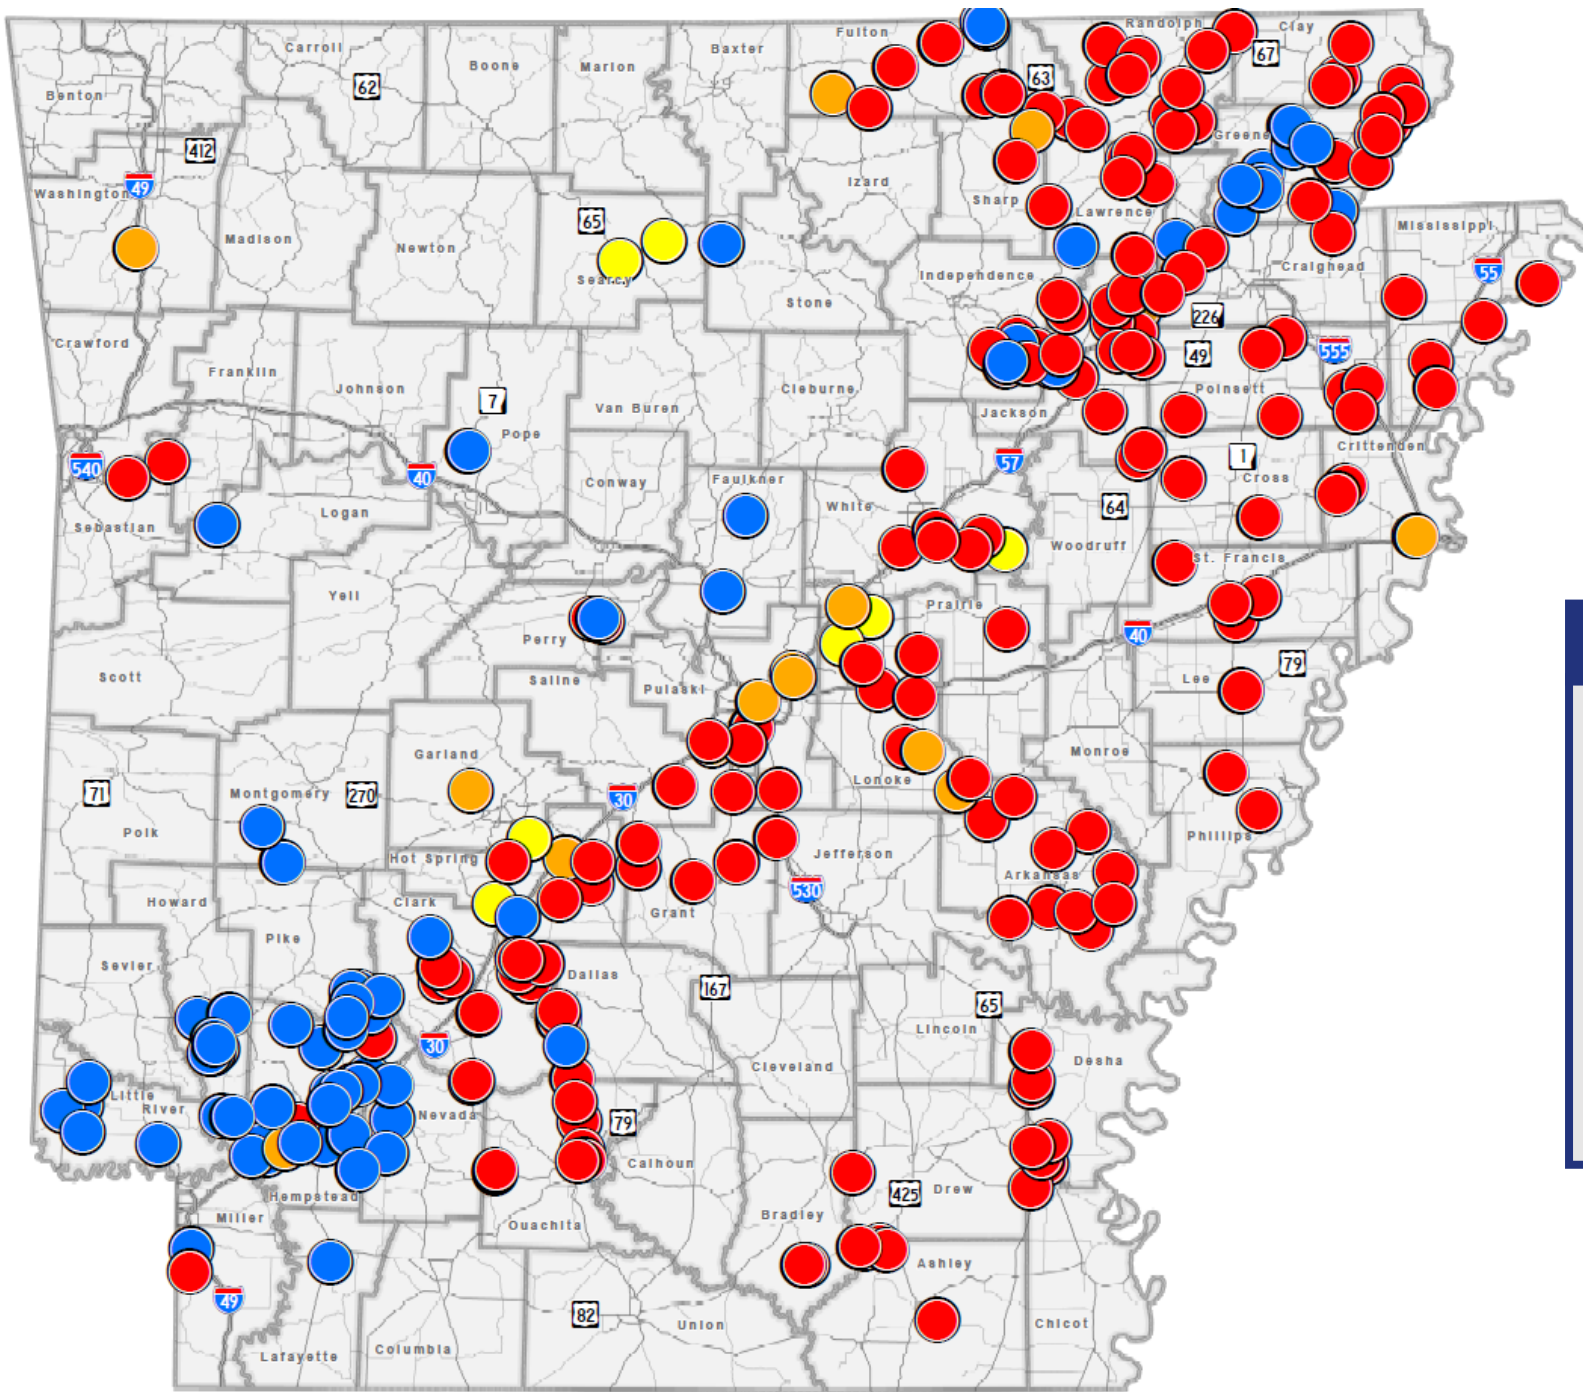 Fulton
Randolph
Clay
Carroll
Baxter
Boone
Marion
67
62
63
Benton
Greene
412
49
Washington
Izard
Sharp
Lawrence
65
Madison
Newton
Mississippi
Searcy
Independence
Craighead
55
Stone
226
Crawford
555
49
Franklin
Johnson
Cleburne
Poinsett
7
Van Buren
Jackson
Pope
Crittenden
540
40
57
1
Conway
Faulkner
Cross
White
64
Logan
Sebastian
Woodruff
St. Francis
Yell
Prairie
Perry
40
79
Scott
Saline
Pulaski
Lee
Garland
Monroe
Lonoke
71
Montgomery
270
30
Polk
Phillips
Hot Spring
Jefferson
Arkansas
530
Howard
Clark
Grant
Pike
Sevier
Dallas
167
65
Lincoln
30
Desha
Cleveland
Little
River
Nevada
79
Calhoun
Drew
425
Hempstead
Miller
Bradley
Ouachita
Ashley
49
82
Union
Chicot
Columbia
Lafayette